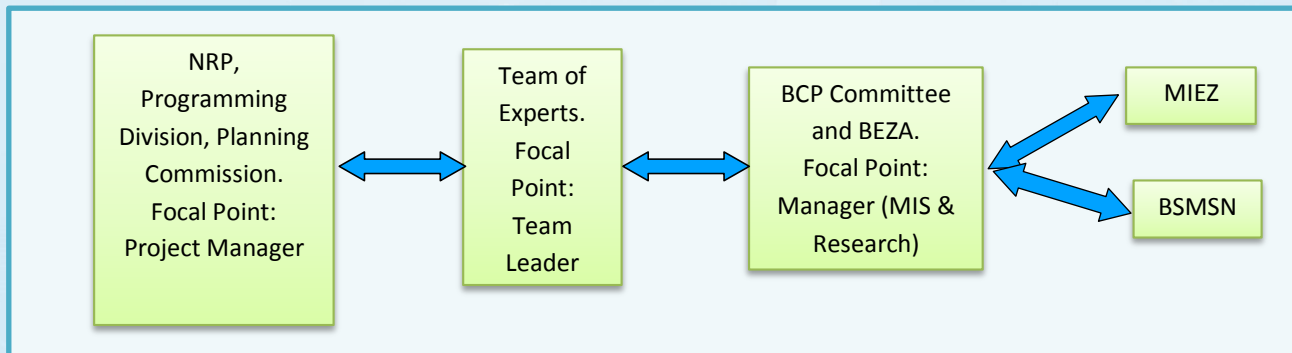 NRP,
Programming
Division, Planning
Commission.
Focal Point:
Project Manager
Team of
Experts.
Focal
Point:
Team
Leader
BCP Committee
and BEZA.
Focal Point:
Manager (MIS &
Research)
MIEZ
BSMSN